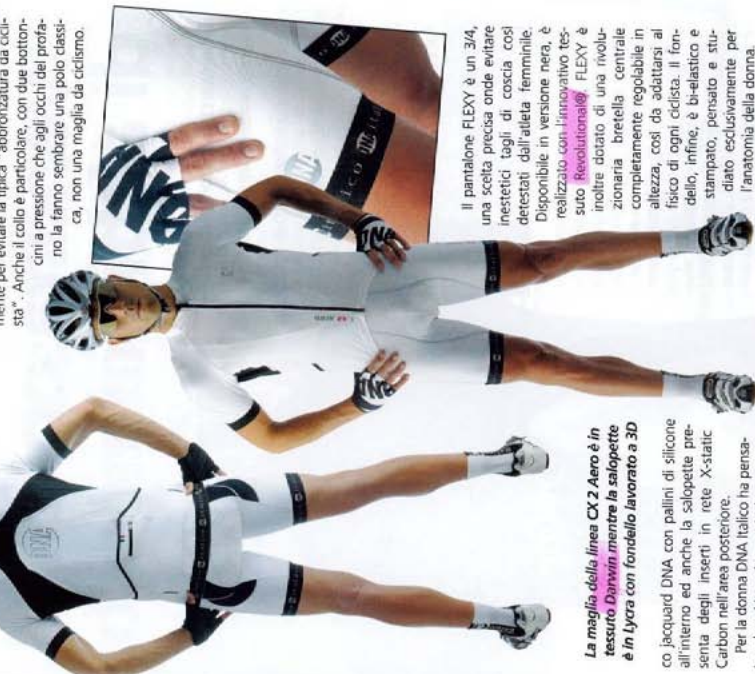 La maglia della linea CX 2 Aero è in
tessuto Darwin mentre la salopette
è in Lycra con fondello lavorato a 3D
co jacquard DNA con pallini di silicone
all'interno ed anche la salopette pre-
senta degli inserti in rete X-static
Carbon nell'area posteriore.
Per la donna DNA Italico ha pensa-
mente per evitare la tipica "abbronzatura da cicli-
sta". Anche il collo è particolare, con due botton-
cini a pressione che agli occhi del profa-
no la fanno sembrare una polo classi-
ca, non una maglia da ciclismo.
Il pantalone FLEXY è un 3/4,
una scelta precisa onde evitare
inestetici tagli di coscia così
detestati dall'atleta femminile.
Disponibile in versione nera, è
realizzato con l'innovativo tes-
suto Revolutional® FLEXY è
inoltre dotato di una rivolu-
zionaria bretella centrale
completamente regolabile in
altezza, così da adattarsi al
fisico di ogni ciclista. Il fon-
dello, infine, è bi-elastico e
stampato, pensato e stu-
diato esclusivamente per
l'anatomia della donna.
DNA
DNA